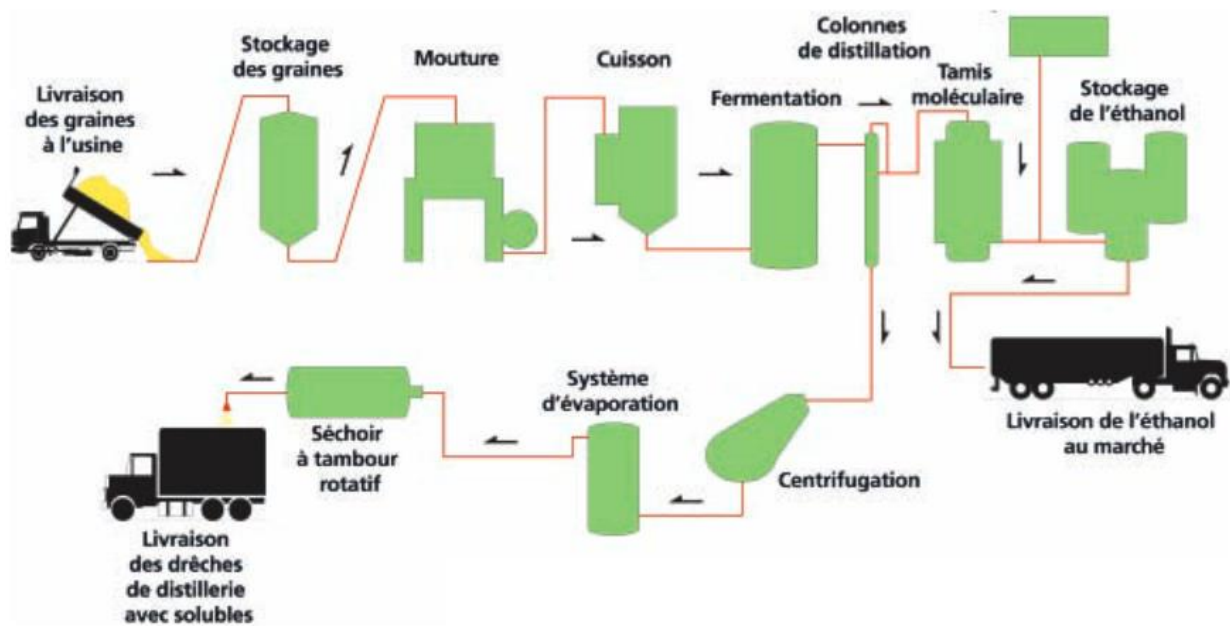 Livraison
des graines
à l'usine
Stockage
des graines
Mouture
Cuisson
Fermentation
Colonnes
de distillation
Tamis
moléculaire
Stockage
de l'éthanol
Livraison de l'éthanol
au marché
Centrifugation
Système
d'évaporation
Séchoir
à tambour
rotatif
Livraison
des drêches
de distillerie
avec solubles